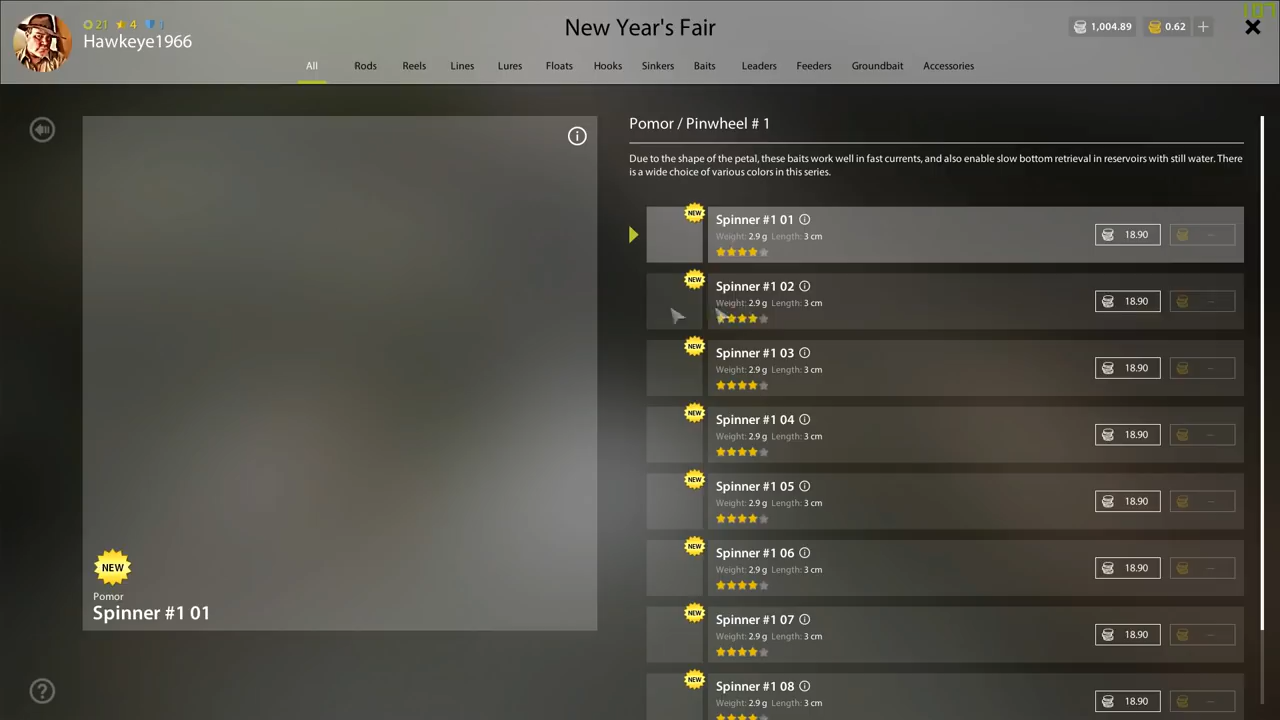 21 4 1
Hawkeye1966
New Year's Fair
1,004.89 0.62 +
107
All Rods Reels Lines Lures Floats Hooks Sinkers Baits Leaders Feeders Groundbait Accessories
Pomor / Pinwheel # 1
Due to the shape of the petal, these baits work well in fast currents, and also enable slow bottom retrieval in reservoirs with still water. There
is a wide choice of various colors in this series.
NEW
Spinner #1 01
Weight: 2.9 g Length: 3 cm
18.90 –
NEW
Spinner #1 02
Weight: 2.9 g Length: 3 cm
18.90 –
NEW
Spinner #1 03
Weight: 2.9 g Length: 3 cm
18.90 –
NEW
Spinner #1 04
Weight: 2.9 g Length: 3 cm
18.90 –
NEW
Spinner #1 05
Weight: 2.9 g Length: 3 cm
18.90 –
NEW
Spinner #1 06
Weight: 2.9 g Length: 3 cm
18.90 –
NEW
Spinner #1 07
Weight: 2.9 g Length: 3 cm
18.90 –
NEW
Spinner #1 08
18.90 –
NEW
Pomor
Spinner #1 01
?